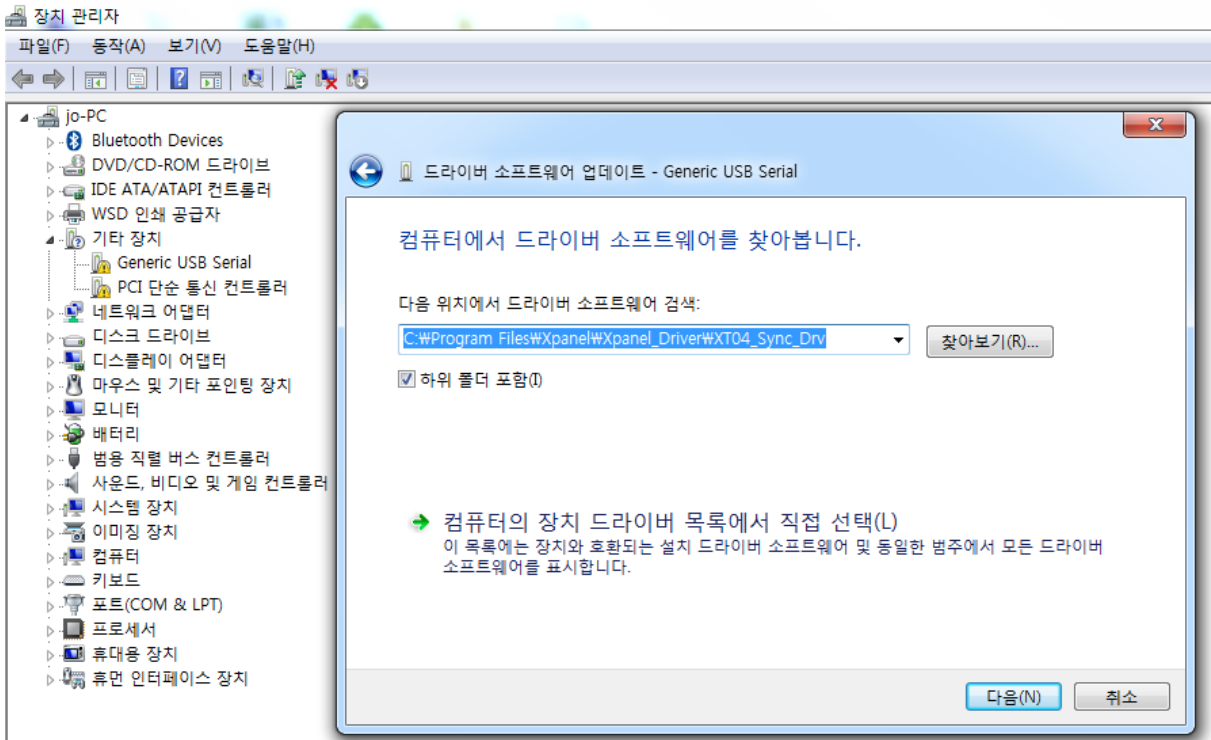 장치 관리자
파일(F) 동작(A) 보기(V) 도움말(H)
jo-PC
Bluetooth Devices
DVD/CD-ROM 드라이브
IDE ATA/ATAPI 컨트롤러
WSD 인쇄 공급자
기타 장치
Generic USB Serial
PCI 단순 통신 컨트롤러
네트워크 어댑터
디스크 드라이브
디스플레이 어댑터
마우스 및 기타 포인팅 장치
모니터
배터리
범용 직렬 버스 컨트롤러
사운드, 비디오 및 게임 컨트롤러
시스템 장치
이미징 장치
컴퓨터
키보드
포트(COM & LPT)
프로세서
휴대용 장치
휴먼 인터페이스 장치
드라이버 소프트웨어 업데이트 - Generic USB Serial
컴퓨터에서 드라이버 소프트웨어를 찾아봅니다.
다음 위치에서 드라이버 소프트웨어 검색:
C:₩Program Files₩Xpanel₩Xpanel_Driver₩XT04_Sync_Drv
찾아보기(R)...
하위 폴더 포함(I)
컴퓨터의 장치 드라이버 목록에서 직접 선택(L)
이 목록에는 장치와 호환되는 설치 드라이버 소프트웨어 및 동일한 범주에서 모든 드라이버
소프트웨어를 표시합니다.
다음(N) 취소